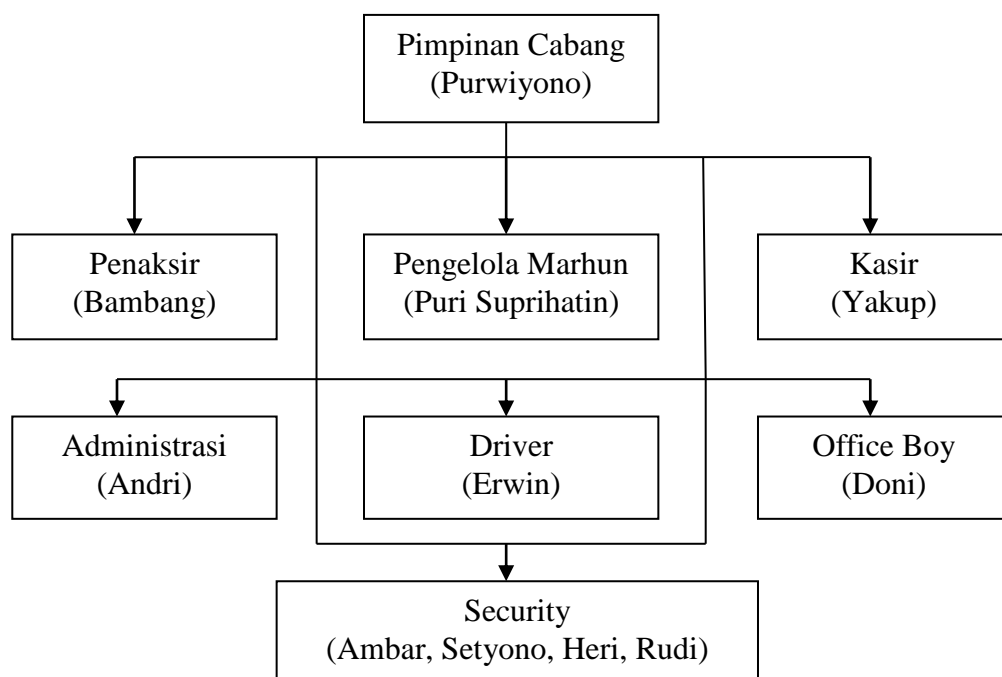 Pimpinan Cabang
(Purwiyono)
Penaksir
(Bambang)
Pengelola Marhun
(Puri Suprihatin)
Kasir
(Yakup)
Administrasi
(Andri)
Driver
(Erwin)
Office Boy
(Doni)
Security
(Ambar, Setyono, Heri, Rudi)